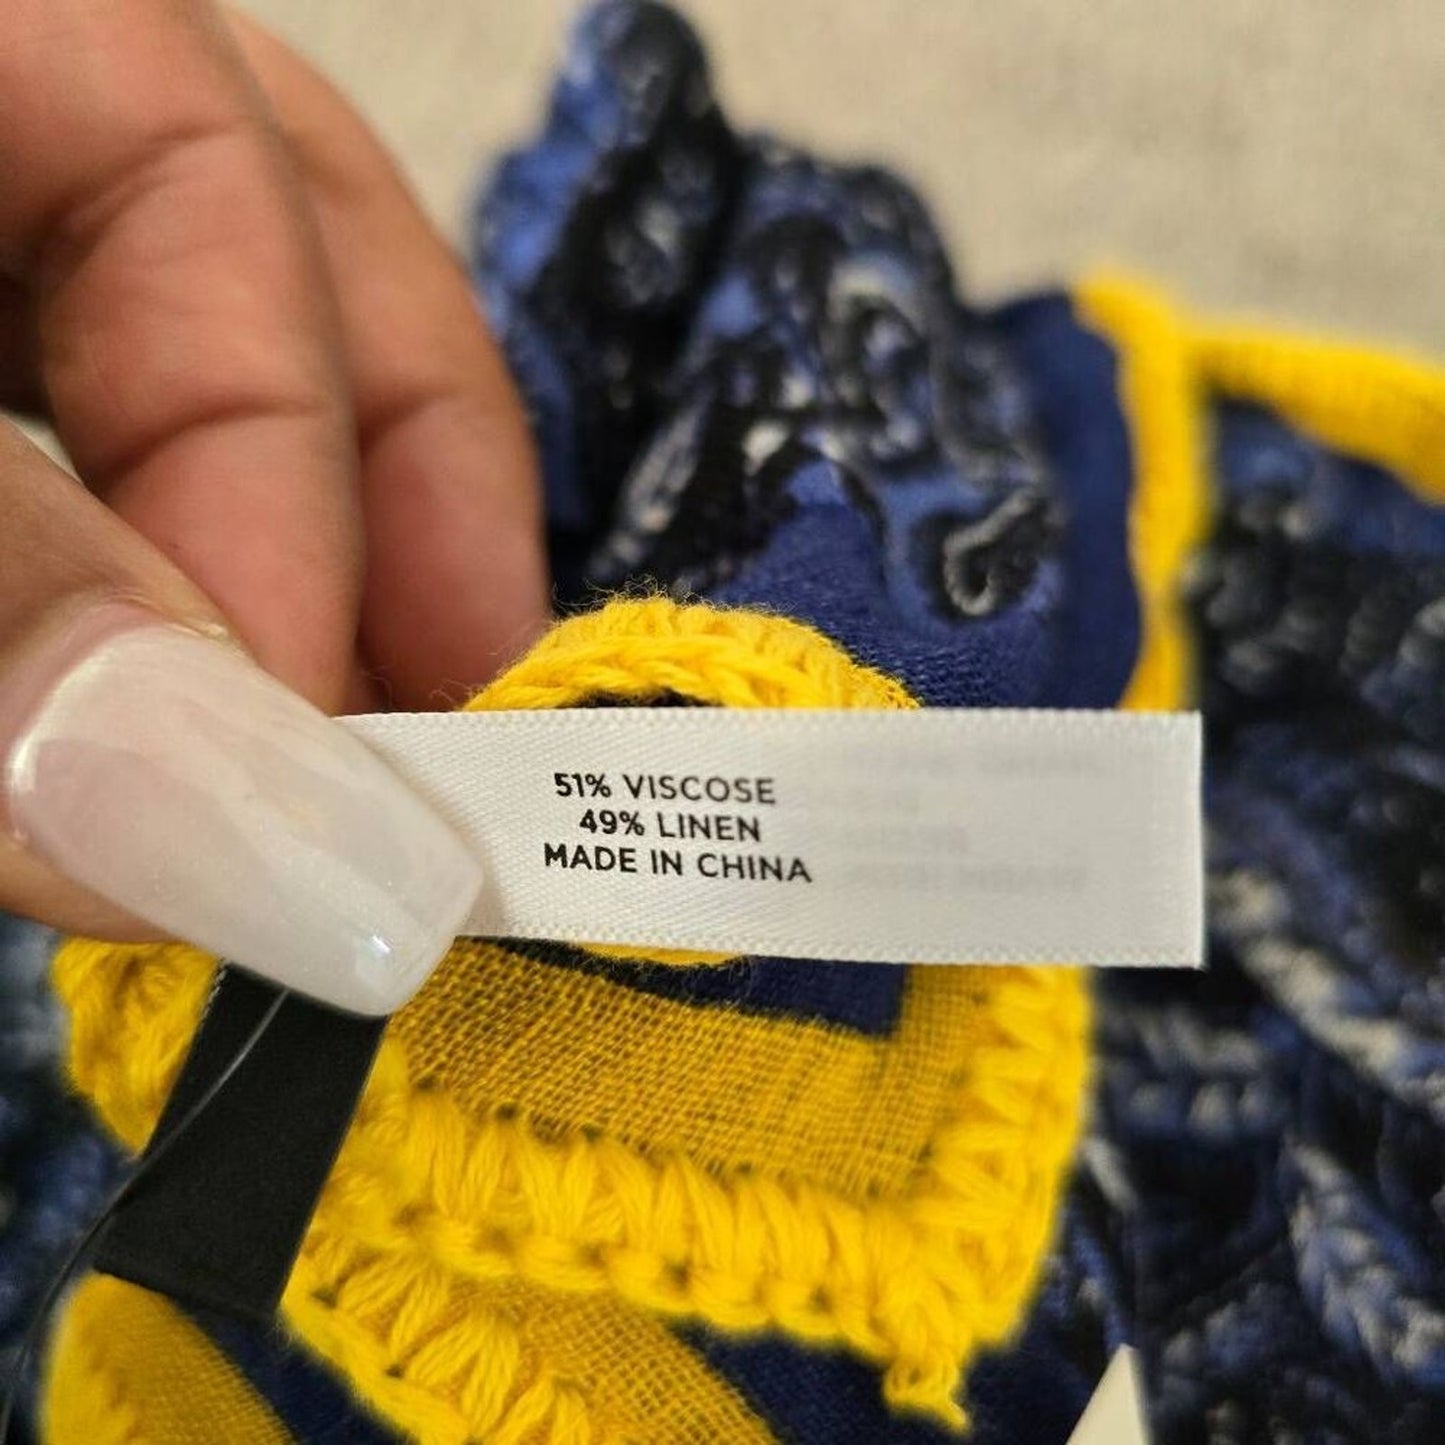 51% VISCOSE
49% LINEN
MADE IN CHINA